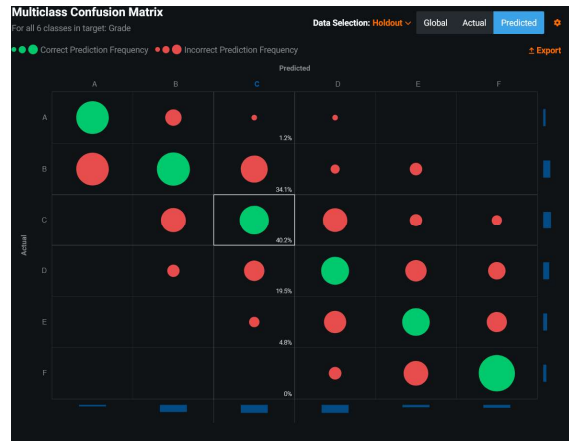 Multiclass Confusion Matrix
For all 6 classes in target: Grade
Data Selection: Holdout
Global Actual Predicted
Correct Prediction Frequency Incorrect Prediction Frequency
Export
Predicted
A B C D E F
A
1.2%
B
34.1%
C
40.2%
Actual
D
19.5%
E
4.8%
F
0%